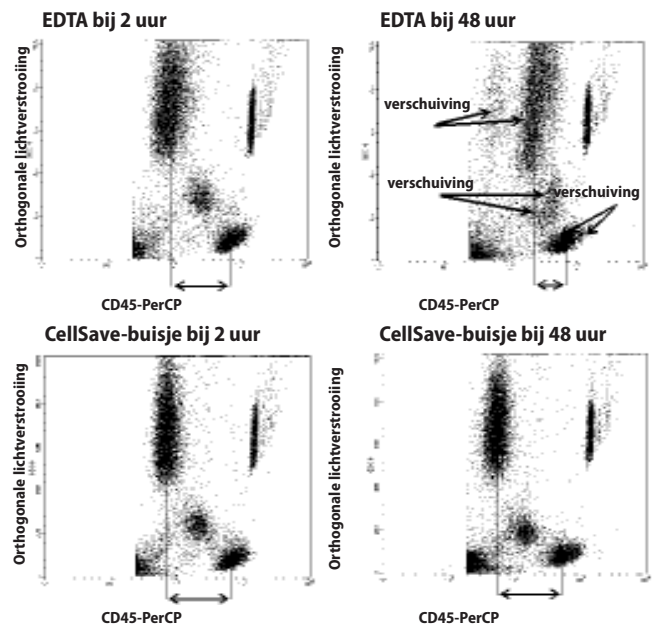 EDTA bij 2 uur
EDTA bij 48 uur
Orthogonale lichtverstrooiing
Orthogonale lichtverstrooiing
verschuiving
verschuiving
verschuiving
CD45-PerCP
CD45-PerCP
CellSave-buisje bij 2 uur
CellSave-buisje bij 48 uur
Orthogonale lichtverstrooiing
Orthogonale lichtverstrooiing
CD45-PerCP
CD45-PerCP